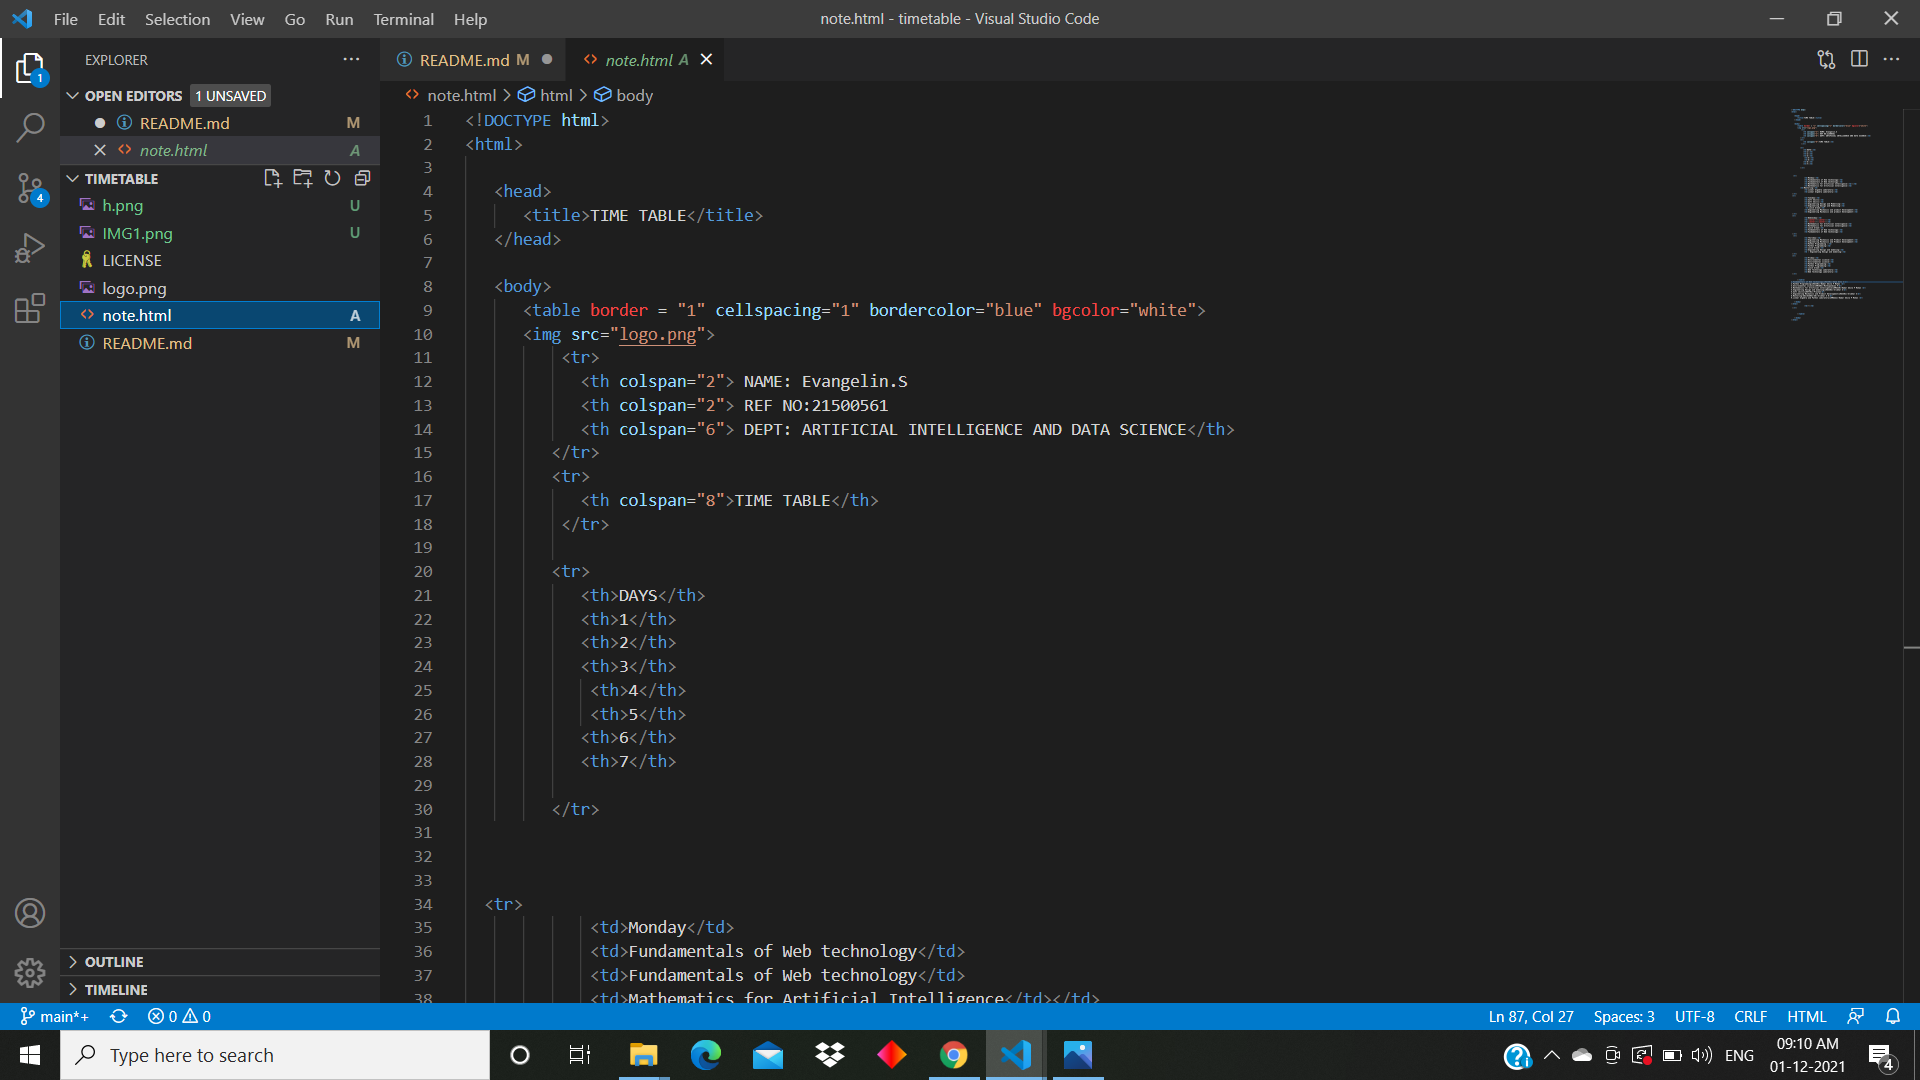 File Edit Selection View Go Run Terminal Help
note.html - timetable - Visual Studio Code
EXPLORER
OPEN EDITORS 1 UNSAVED
README.md M
note.html A
TIMETABLE
h.png U
IMG1.png U
LICENSE
logo.png
note.html A
README.md M
OUTLINE
TIMELINE
1
4
README.md M
note.html A
note.html > html > body
1 <!DOCTYPE html>
2 <html>
3
4 <head>
5 <title>TIME TABLE</title>
6 </head>
7
8 <body>
9 <table border = "1" cellspacing="1" bordercolor="blue" bgcolor="white">
10 <img src="logo.png">
11 <tr>
12 <th colspan="2"> NAME: Evangelin.S
13 <th colspan="2"> REF NO:21500561
14 <th colspan="6"> DEPT: ARTIFICIAL INTELLIGENCE AND DATA SCIENCE</th>
15 </tr>
16 <tr>
17 <th colspan="8">TIME TABLE</th>
18 </tr>
19
20 <tr>
21 <th>DAYS</th>
22 <th>1</th>
23 <th>2</th>
24 <th>3</th>
25 <th>4</th>
26 <th>5</th>
27 <th>6</th>
28 <th>7</th>
29
30 </tr>
31
32
33
34 <tr>
35 <td>Monday</td>
36 <td>Fundamentals of Web technology</td>
37 <td>Fundamentals of Web technology</td>
38 <td>Mathematics for Artificial Intelligence</td></td>
main*+ 0 0
Ln 87, Col 27 Spaces: 3 UTF-8 CRLF HTML
Type here to search
ENG
09:10 AM
01-12-2021
4